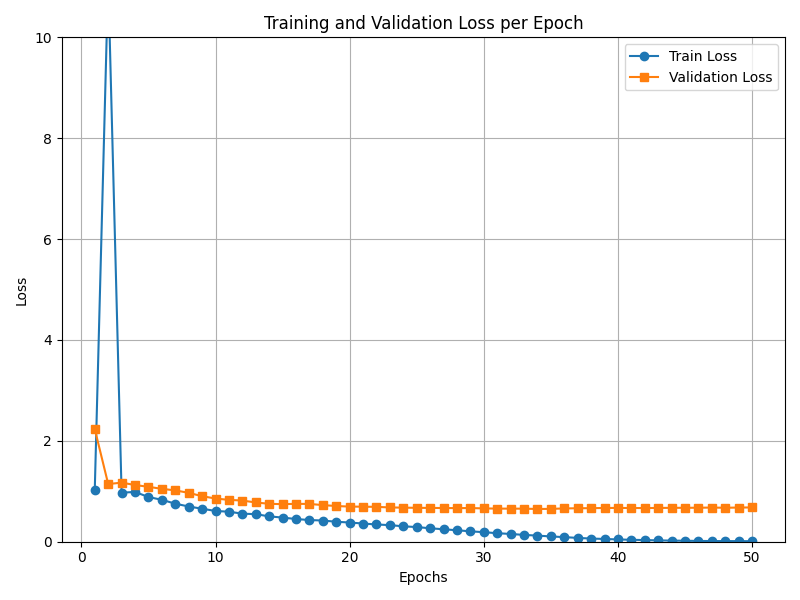 Training and Validation Loss per Epoch
Train Loss
Validation Loss
Loss
10
8
6
4
2
0
0 10 20 30 40 50
Epochs